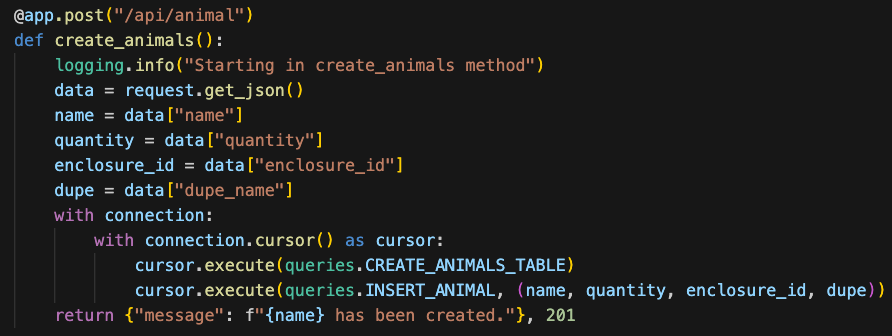 @app.post("/api/animal")
def create_animals():
    logging.info("Starting in create_animals method")
    data = request.get_json()
    name = data["name"]
    quantity = data["quantity"]
    enclosure_id = data["enclosure_id"]
    dupe = data["dupe_name"]
    with connection:
        with connection.cursor() as cursor:
            cursor.execute(queries.CREATE_ANIMALS_TABLE)
            cursor.execute(queries.INSERT_ANIMAL, (name, quantity, enclosure_id, dupe))
    return {"message": f"{name} has been created."}, 201